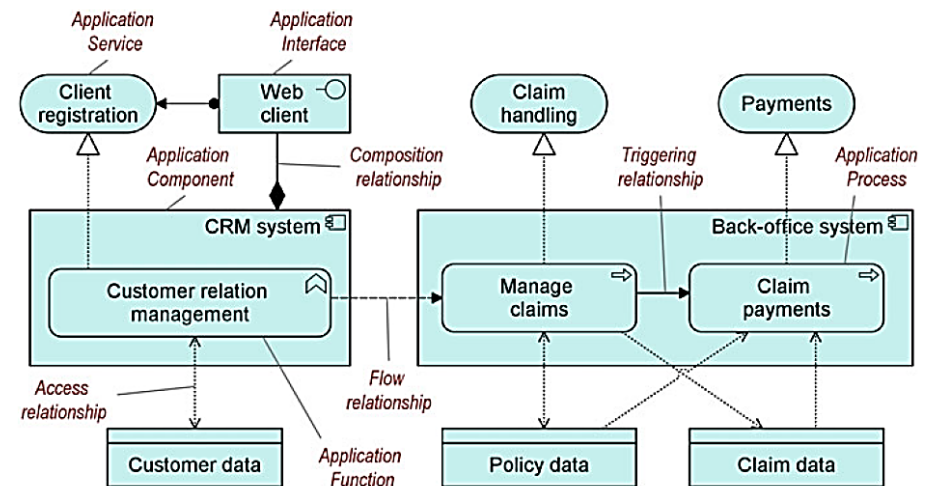 Application
Service
Application
Interface
Client
registration
Web
client
Claim
handling
Payments
Application
Component
Composition
relationship
Triggering
relationship
Application
Process
CRM system
Back-office system
Customer relation
management
Manage
claims
Claim
payments
Access
relationship
Flow
relationship
Customer data
Application
Function
Policy data
Claim data